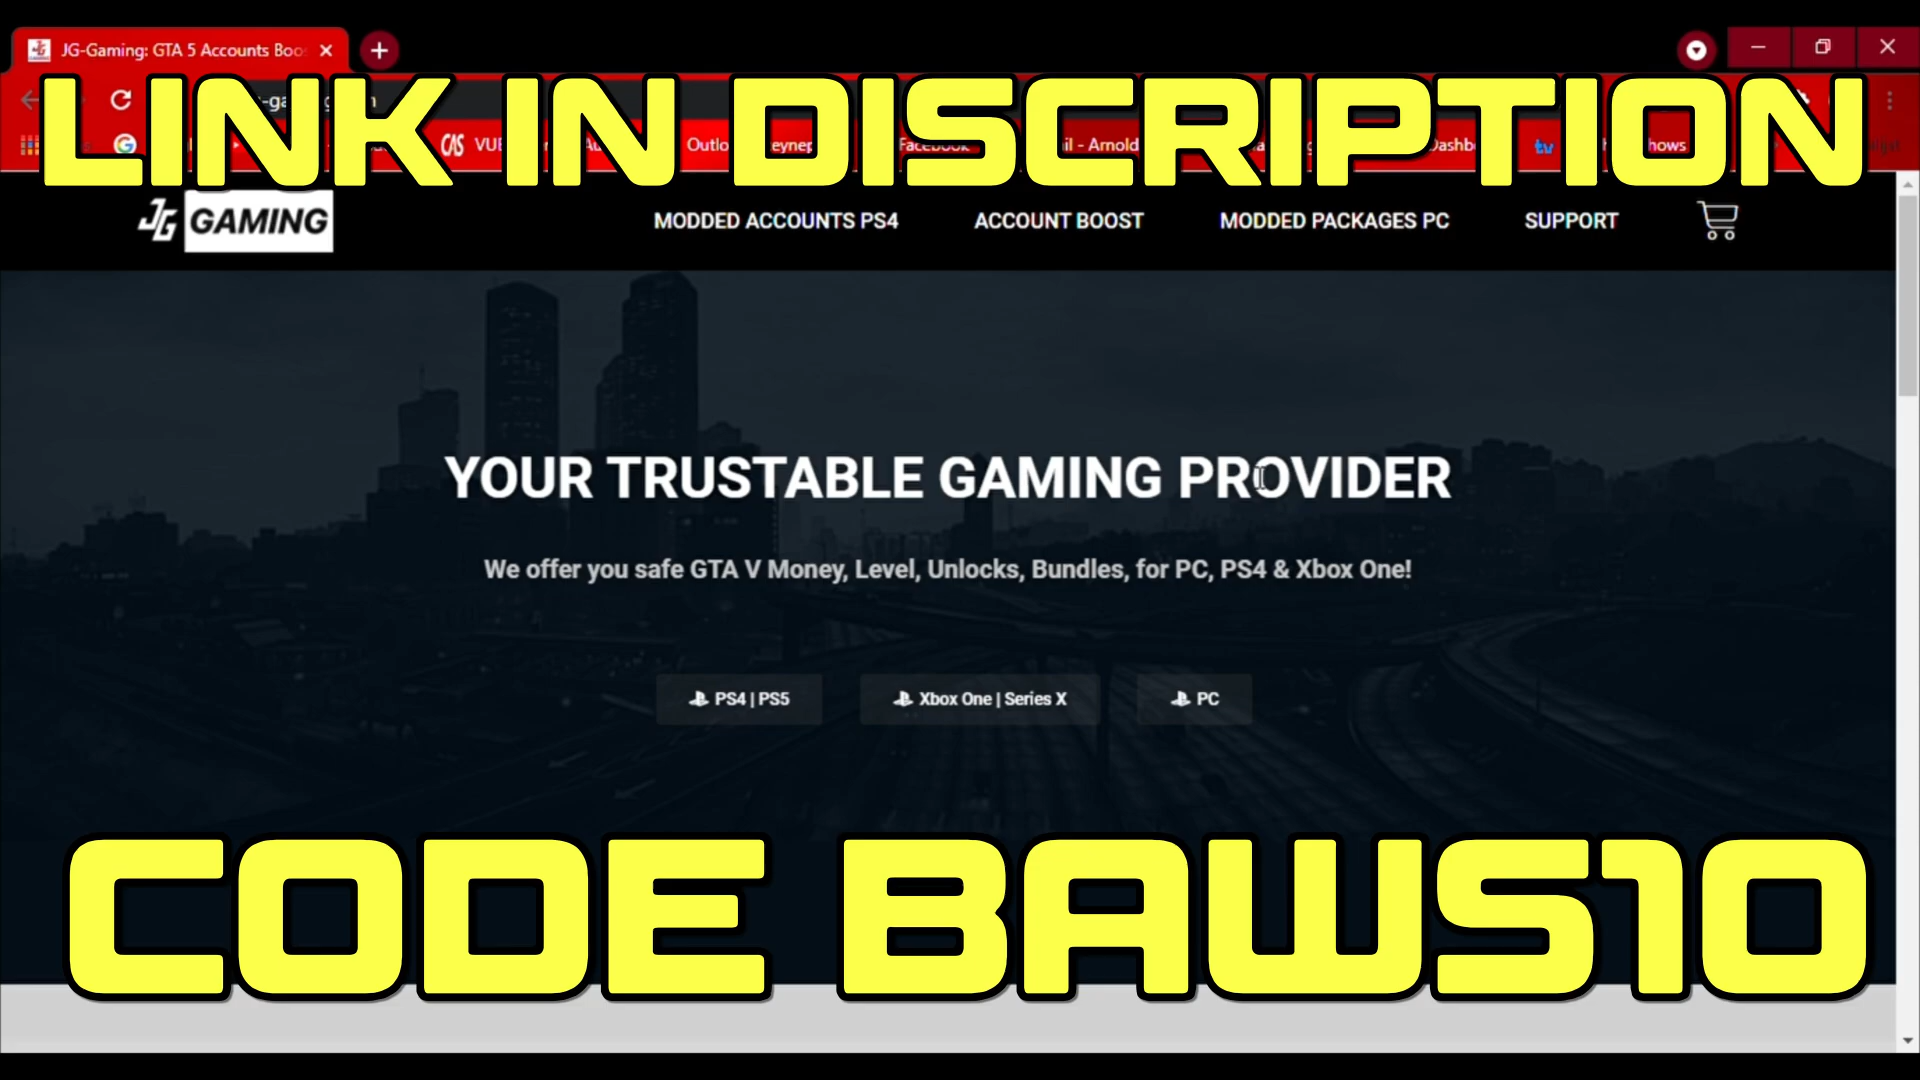 JG-Gaming: GTA 5 Accounts Boo
LINK IN DISCRIPTION
JG GAMING
MODDED ACCOUNTS PS4 ACCOUNT BOOST MODDED PACKAGES PC SUPPORT
YOUR TRUSTABLE GAMING PROVIDER
We offer you safe GTA V Money, Level, Unlocks, Bundles, for PC, PS4 & Xbox One!
PS4 | PS5 Xbox One | Series X PC
CODE BAWS10